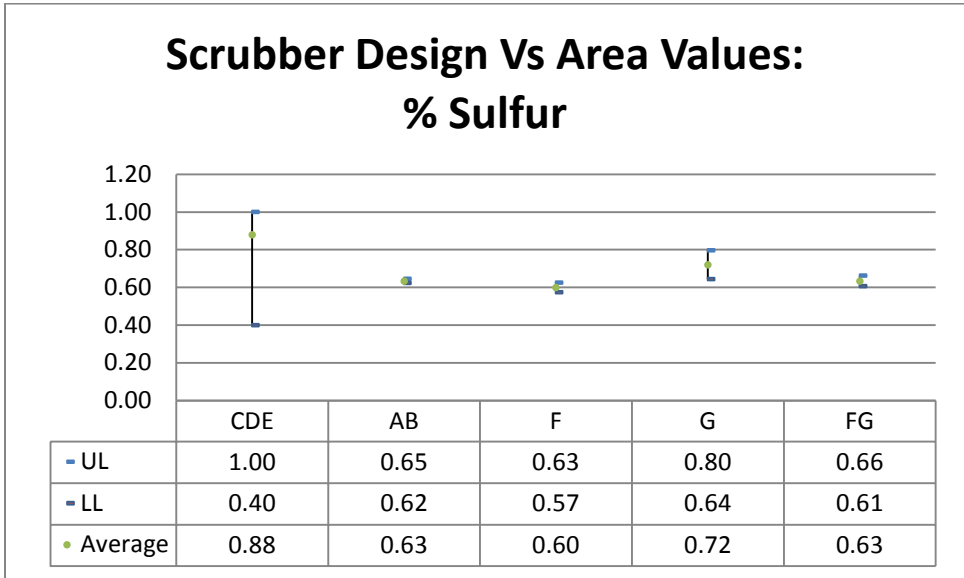 Scrubber Design Vs Area Values:
% Sulfur
1.20
1.00
0.80
0.60
0.40
0.20
0.00
CDE AB F G FG
UL 1.00 0.65 0.63 0.80 0.66
LL 0.40 0.62 0.57 0.64 0.61
Average 0.88 0.63 0.60 0.72 0.63